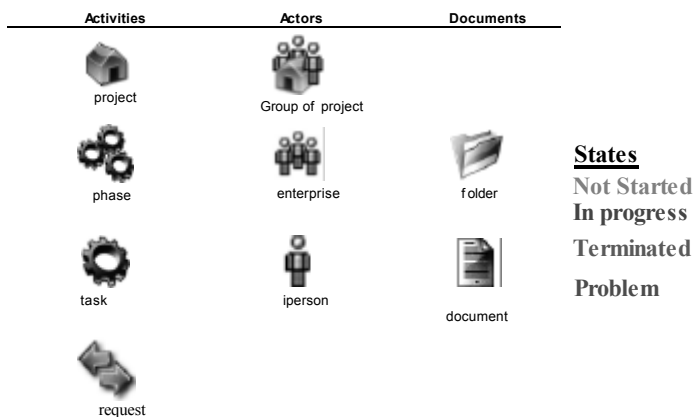 Activities Actors Documents
project Group of project
phase enterprise folder
States
Not Started
In progress
Terminated
Problem
task iperson document
request